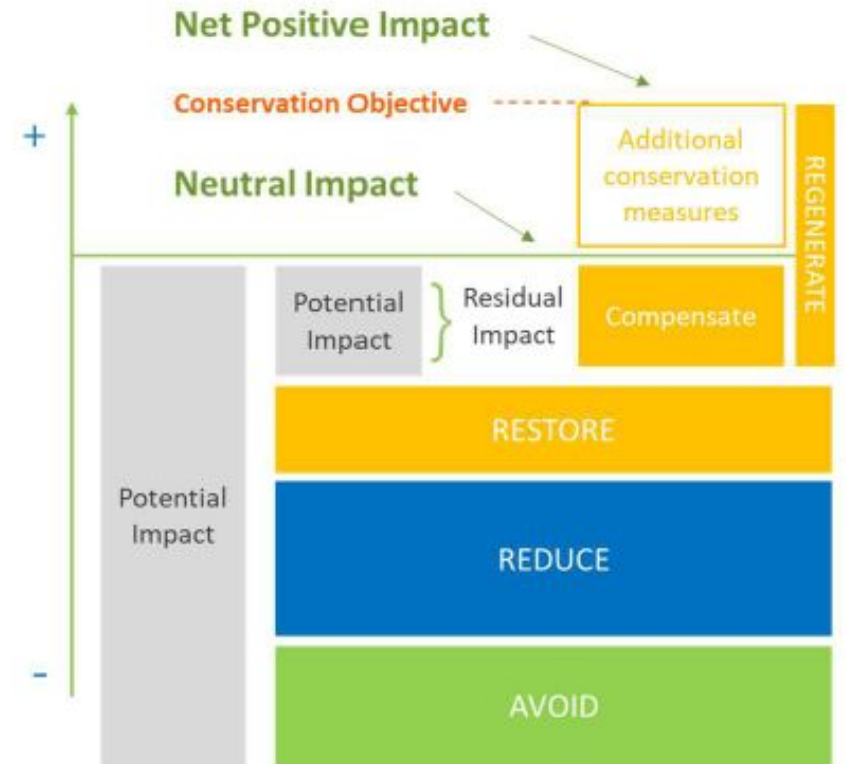 Net Positive Impact
Conservation Objective
+
Additional
conservation
measures
REGENERATE
Neutral Impact
Potential
Impact
Residual
Impact
Compensate
RESTORE
Potential
Impact
REDUCE
-
AVOID